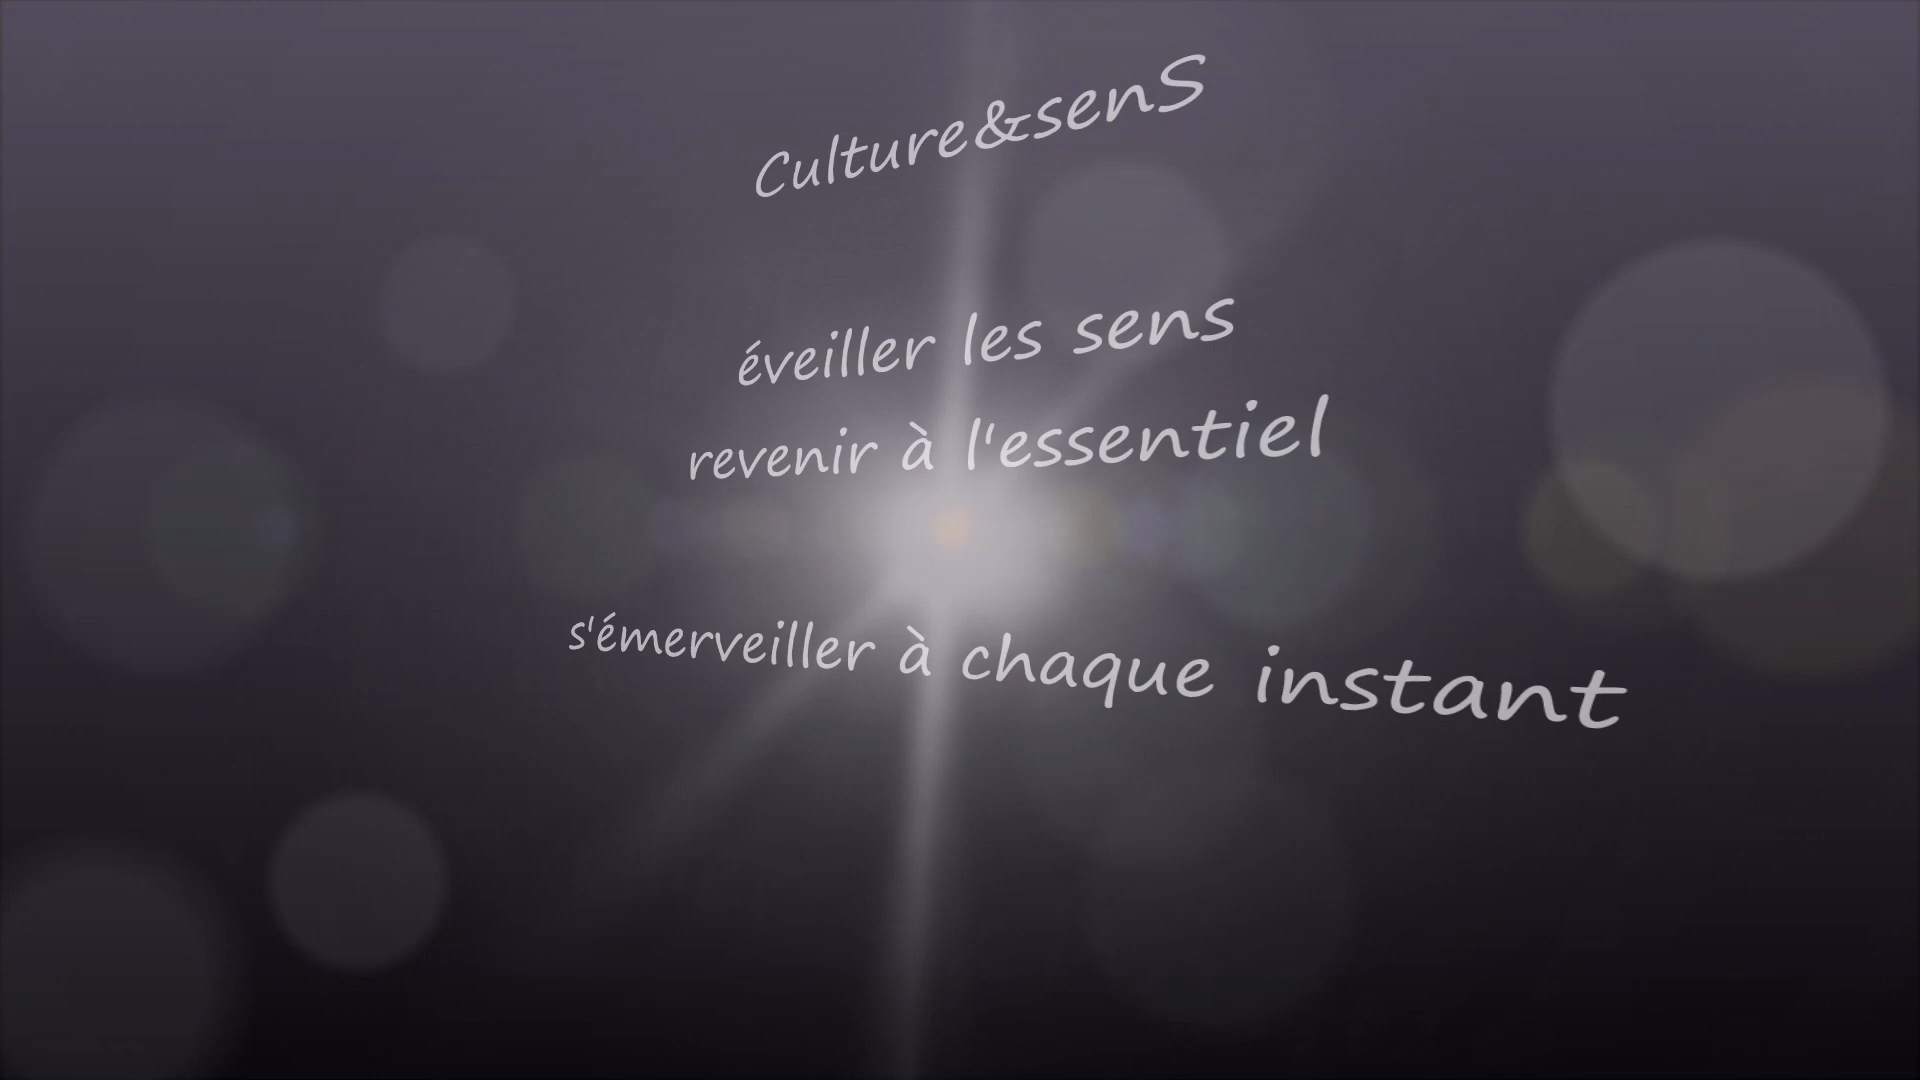 Culture&senS
éveiller les sens
revenir à l'essentiel
s'émerveiller à chaque instant